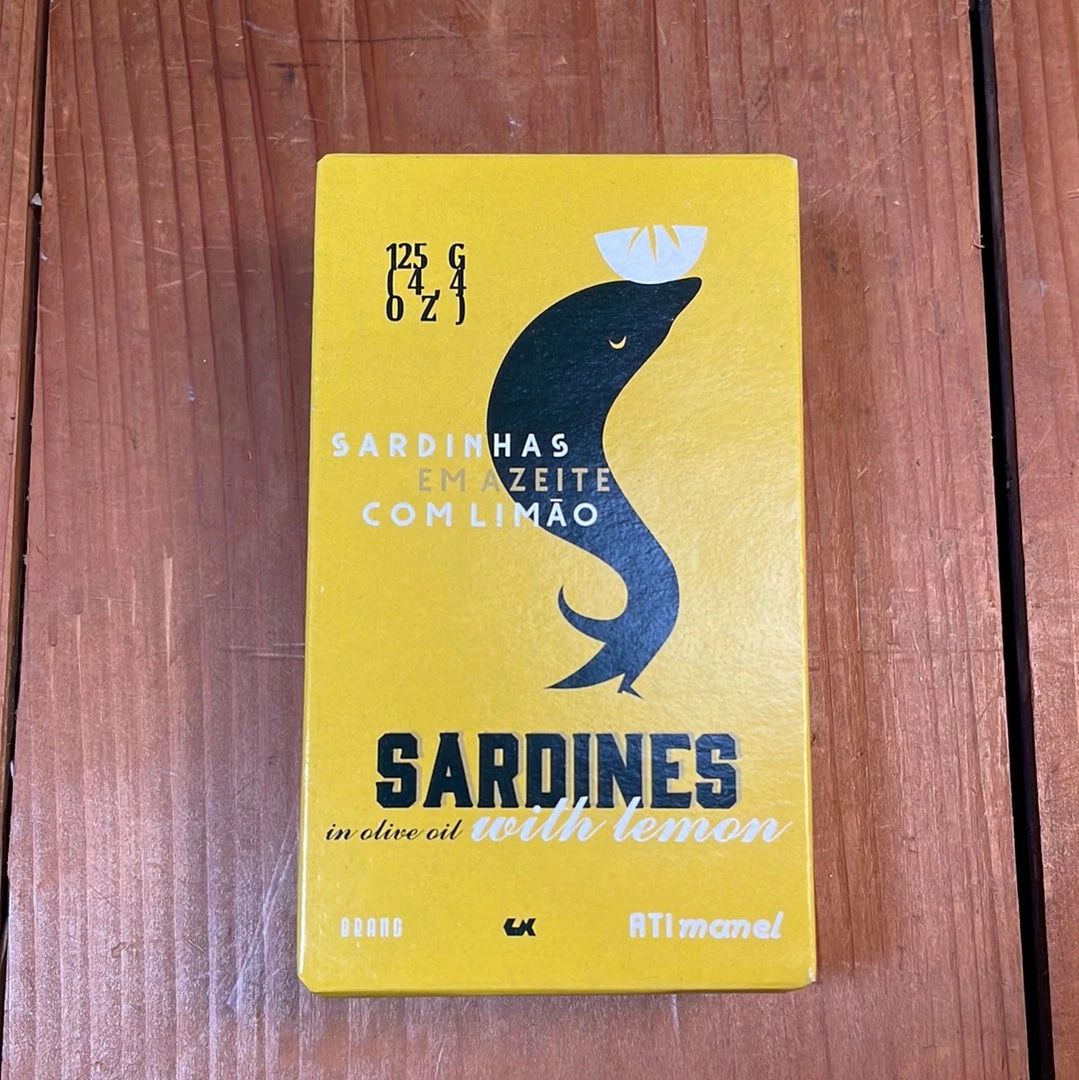 125 G
(4,4
OZ)
SARDINHAS
EM AZEITE
COM LIMÃO
SARDINES
in olive oil with lemon
BRAND
ATI manel